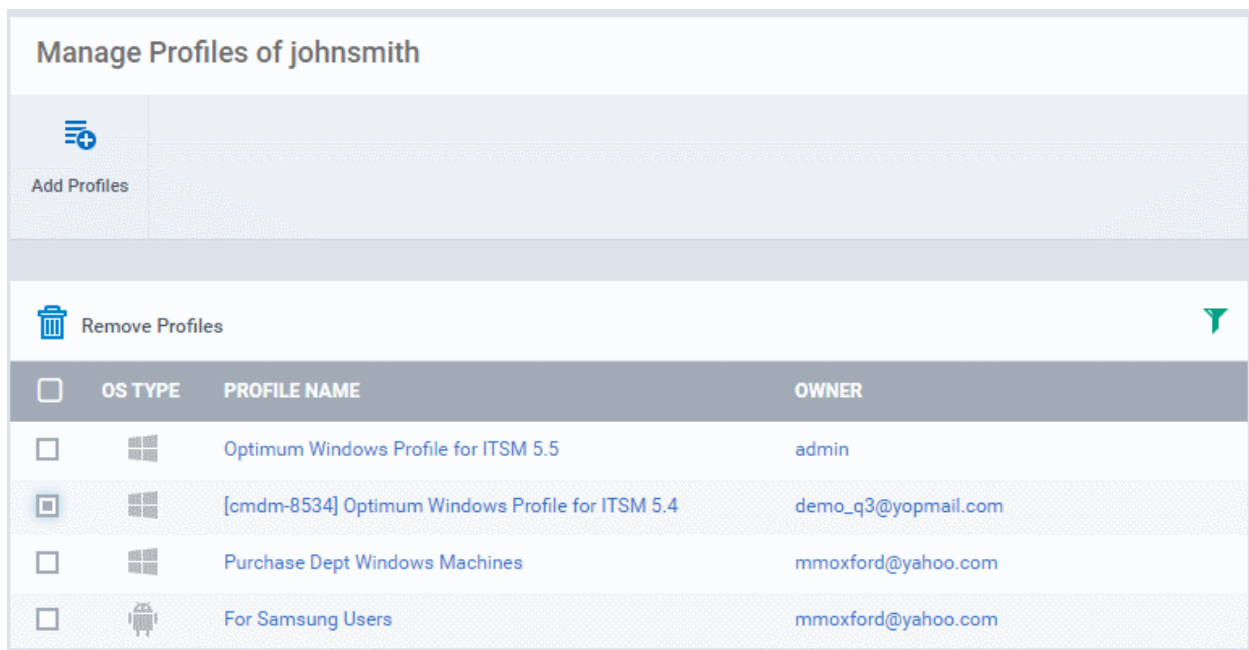 Manage Profiles of johnsmith
Add Profiles
Remove Profiles
OS TYPE PROFILE NAME OWNER
Optimum Windows Profile for ITSM 5.5 admin
[cmdm-8534] Optimum Windows Profile for ITSM 5.4 demo_q3@yopmail.com
Purchase Dept Windows Machines mmoxford@yahoo.com
For Samsung Users mmoxford@yahoo.com